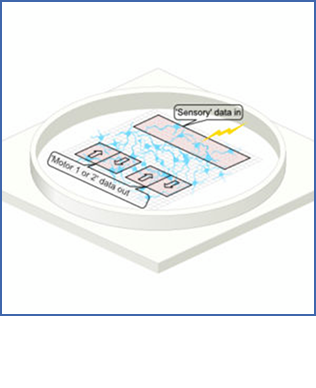 'Sensory' data in
'Motor 1 or 2' data out